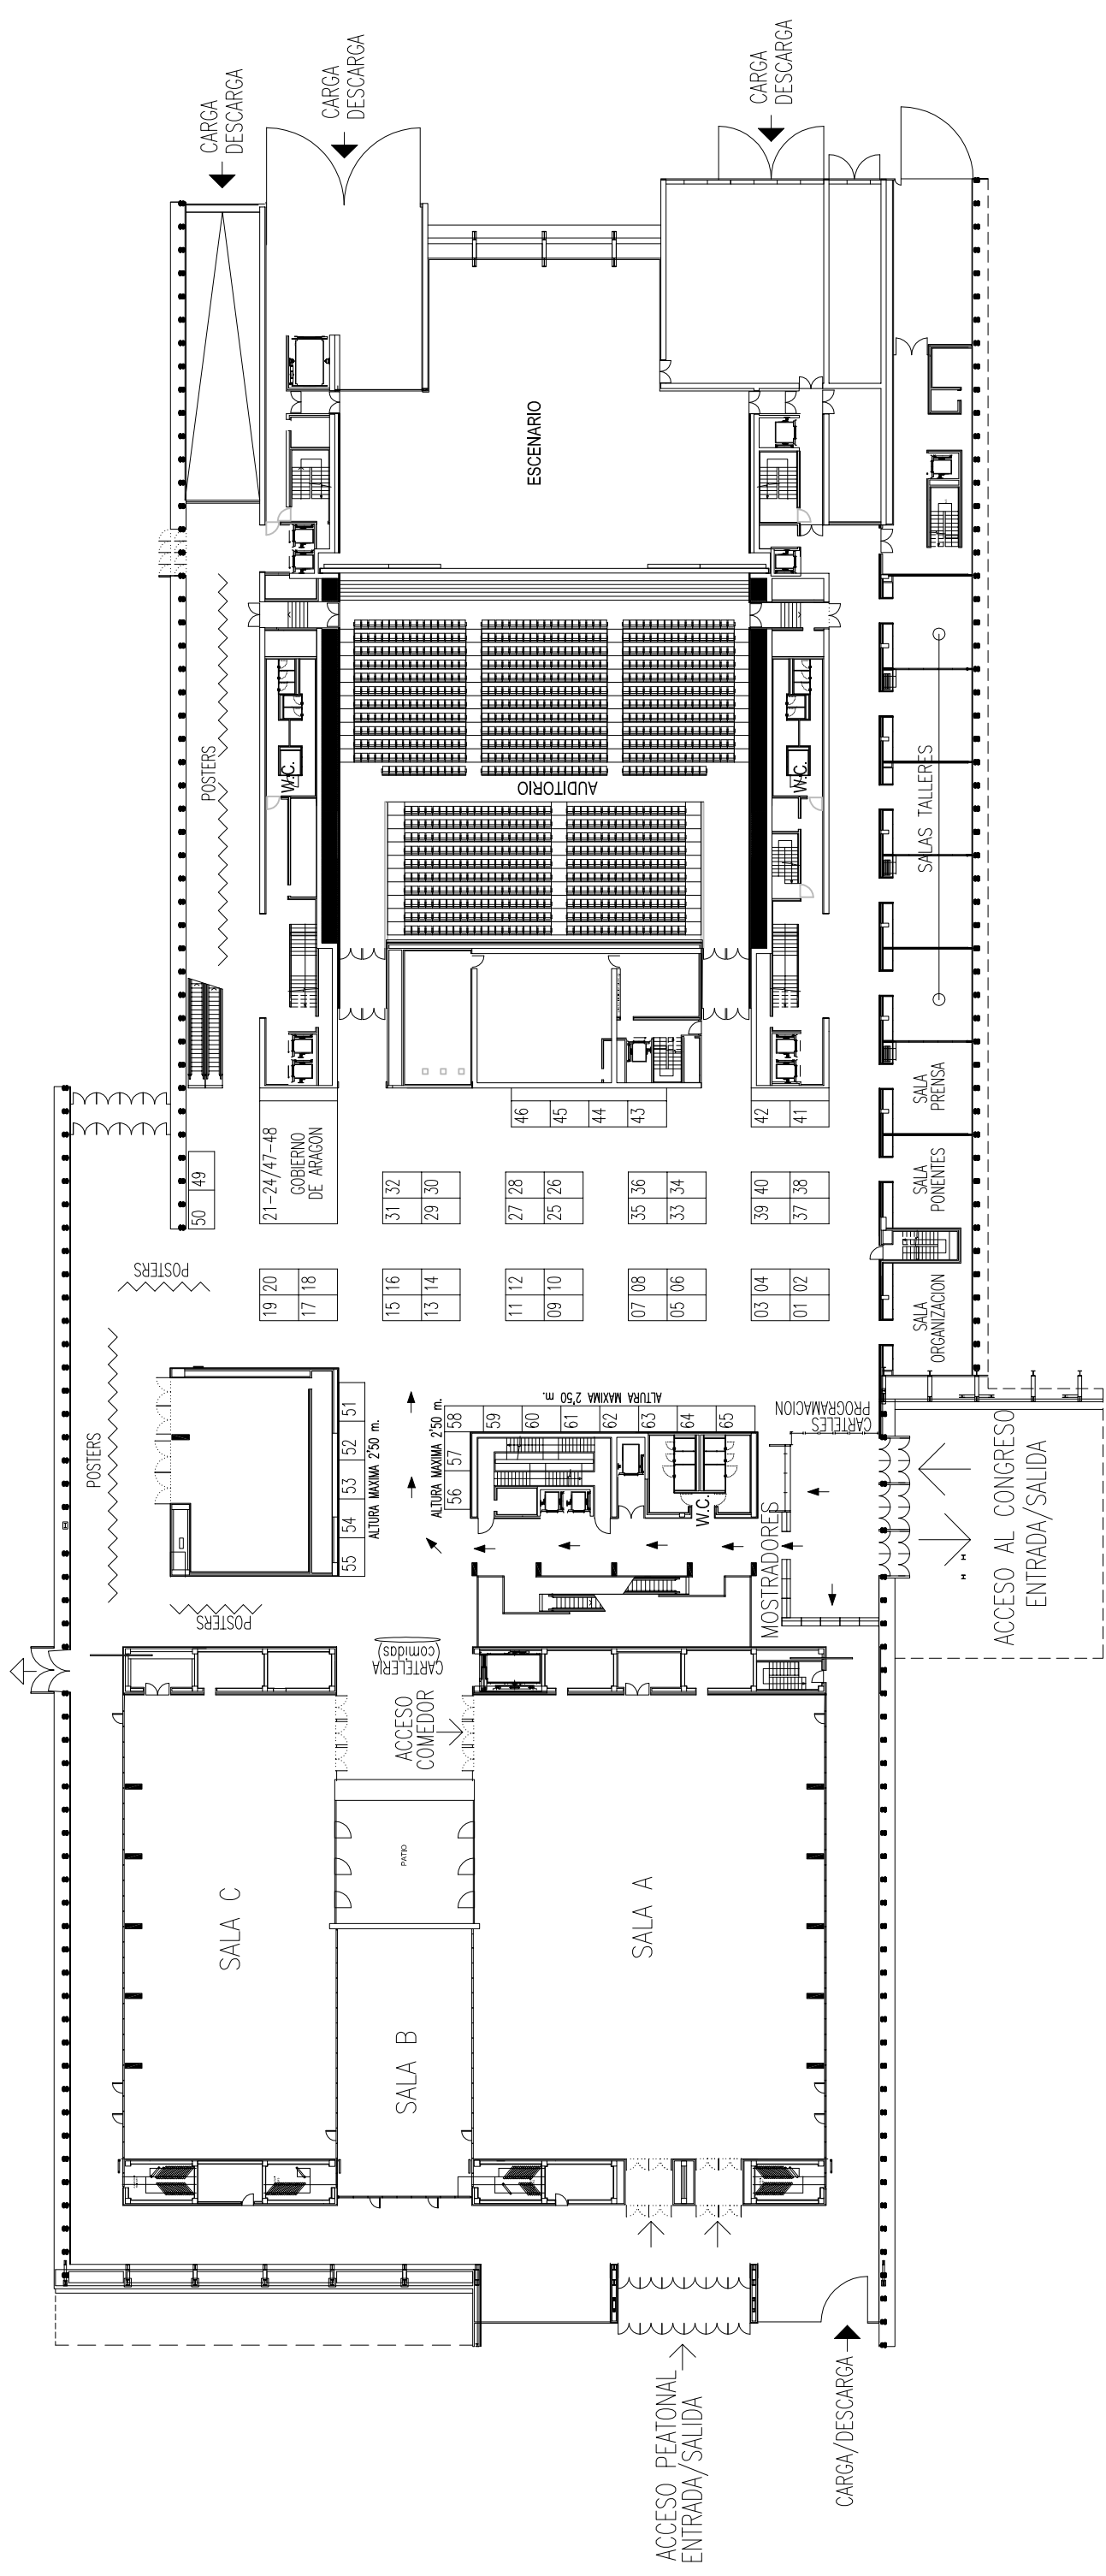 CARGA
DESCARGA
CARGA
DESCARGA
CARGA
DESCARGA
ESCENARIO
POSTERS
W.C.
AUDITORIO
W.C.
SALAS TALLERES
SALA
PRENSA
SALA
PONENTES
SALA
ORGANIZACION
50 49
21-24/47-48
GOBIERNO
DE ARAGON
46
45
44
43
42
41
31 32
29 30
27 28
25 26
35 36
33 34
39 40
37 38
POSTERS
19 20
17 18
15 16
13 14
11 12
09 10
07 08
05 06
03 04
01 02
POSTERS
55 54 53 52 51
ALTURA MAXIMA 2'50 m.
ALTURA MAXIMA 2'50 m.
56 57 58
59
60
61
62
63
64
65
ALTURA MAXIMA 2'50 m.
CARTELES
PROGRAMACION
W.C.
MOSTRADORES
ACCESO AL CONGRESO
ENTRADA/SALIDA
POSTERS
CARTELERIA
(comidas)
ACCESO
COMEDOR
PATIO
SALA C
SALA B
SALA A
ACCESO PEATONAL
ENTRADA/SALIDA
CARGA/DESCARGA